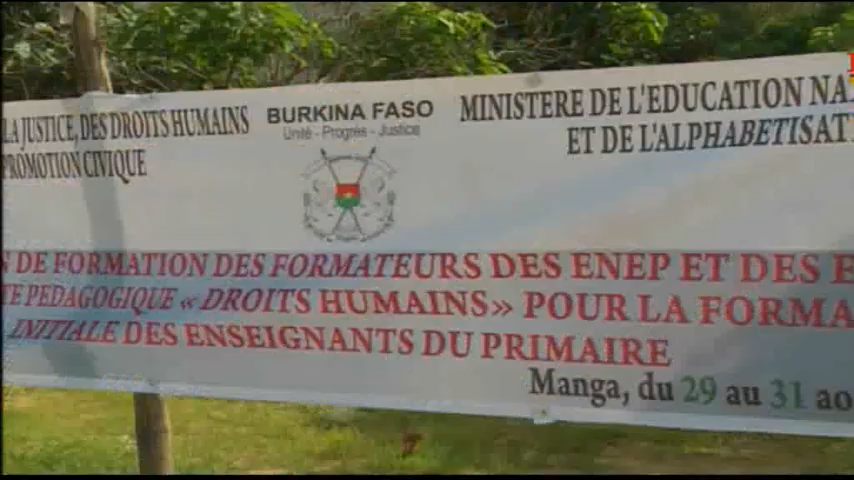 LA JUSTICE, DES DROITS HUMAINS
PROMOTION CIVIQUE
BURKINA FASO
Unité - Progrès - Justice
MINISTERE DE L'EDUCATION NA
ET DE L'ALPHABETISAT
N DE FORMATION DES FORMATEURS DES ENEP ET DES E
TE PEDAGOGIQUE « DROITS HUMAINS » POUR LA FORMA
INITIALE DES ENSEIGNANTS DU PRIMAIRE
Manga, du 29 au 31 ao